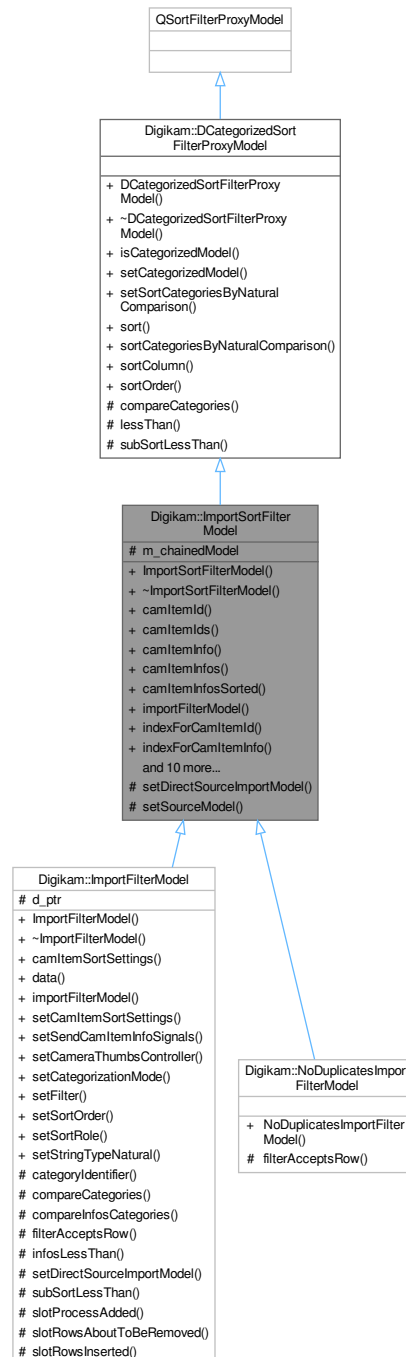 QSortFilterProxyModel
Digikam::DCategorizedSort
FilterProxyModel
+ DCategorizedSortFilterProxy
Model()
+ ~DCategorizedSortFilterProxy
Model()
+ isCategorizedModel()
+ setCategorizedModel()
+ setSortCategoriesByNatural
Comparison()
+ sort()
+ sortCategoriesByNaturalComparison()
+ sortColumn()
+ sortOrder()
# compareCategories()
# lessThan()
# subSortLessThan()
Digikam::ImportSortFilter
Model
# m_chainedModel
+ ImportSortFilterModel()
+ ~ImportSortFilterModel()
+ camItemId()
+ camItemIds()
+ camItemInfo()
+ camItemInfos()
+ camItemInfosSorted()
+ importFilterModel()
+ indexForCamItemId()
+ indexForCamItemInfo()
and 10 more...
# setDirectSourceImportModel()
# setSourceModel()
Digikam::ImportFilterModel
# d_ptr
+ ImportFilterModel()
+ ~ImportFilterModel()
+ camItemSortSettings()
+ data()
+ importFilterModel()
+ setCamItemSortSettings()
+ setSendCamItemInfoSignals()
+ setCameraThumbsController()
+ setCategorizationMode()
+ setFilter()
+ setSortOrder()
+ setSortRole()
+ setStringTypeNatural()
# categoryIdentifier()
# compareCategories()
# compareInfosCategories()
# filterAcceptsRow()
# infosLessThan()
# setDirectSourceImportModel()
# subSortLessThan()
# slotProcessAdded()
# slotRowsAboutToBeRemoved()
# slotRowsInserted()
Digikam::NoDuplicatesImpor
FilterModel
+ NoDuplicatesImportFilter
Model()
# filterAcceptsRow()